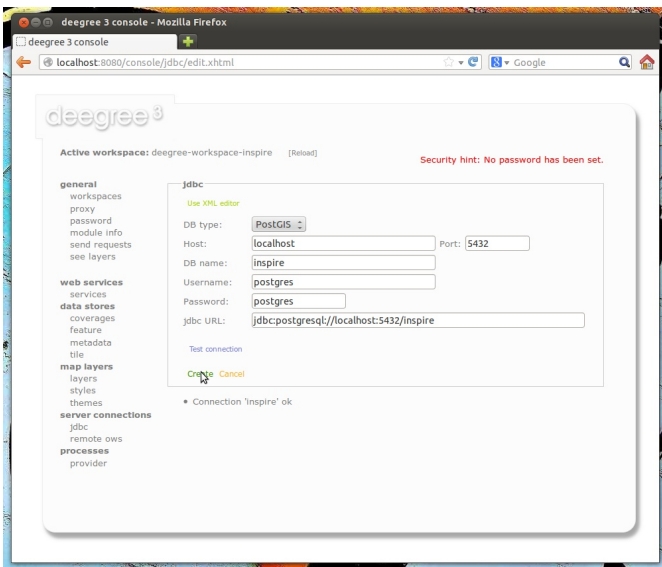 deegree 3 console - Mozilla Firefox
deegree 3 console
localhost:8080/console/jdbc/edit.xhtml
Google
deegree 3
Active workspace: deegree-workspace-inspire [Reload]
Security hint: No password has been set.
general
workspaces
proxy
password
module info
send requests
see layers
web services
services
data stores
coverages
feature
metadata
tile
map layers
layers
styles
themes
server connections
jdbc
remote ows
processes
provider
jdbc
Use XML editor
DB type: PostGIS
Host: localhost Port: 5432
DB name: inspire
Username: postgres
Password: postgres
jdbc URL: jdbc:postgresql://localhost:5432/inspire
Test connection
Create Cancel
• Connection 'inspire' ok